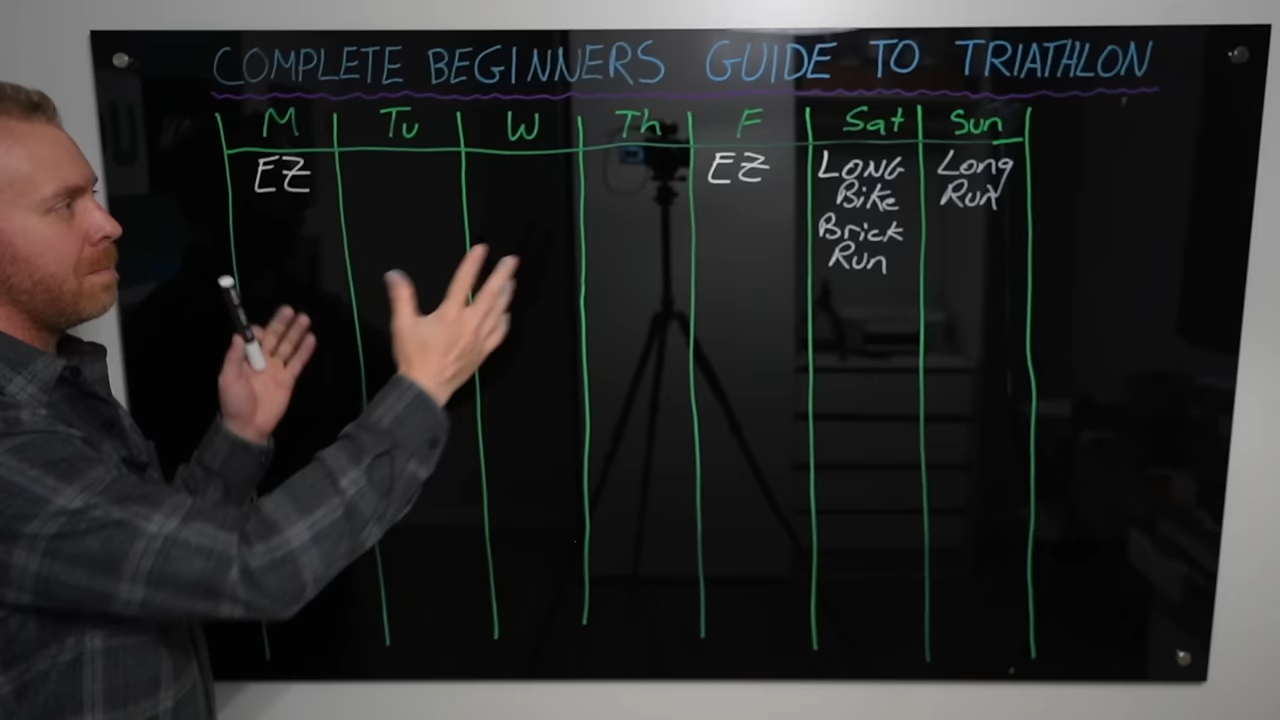 COMPLETE BEGINNERS GUIDE TO TRIATHLON
M Tu W Th F Sat Sun
EZ
EZ
LONG
Bike
Brick
Run
Long
Run